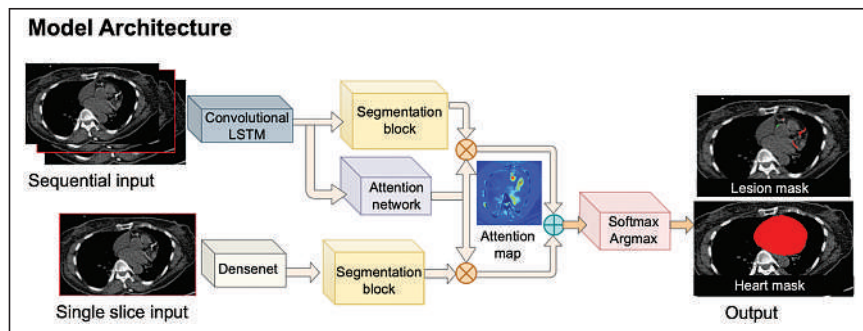 Model Architecture
Sequential input
Convolutional
LSTM
Segmentation
block
Attention
network
Attention
map
Single slice input
Densenet
Segmentation
block
Softmax
Argmax
Lesion mask
Heart mask
Output